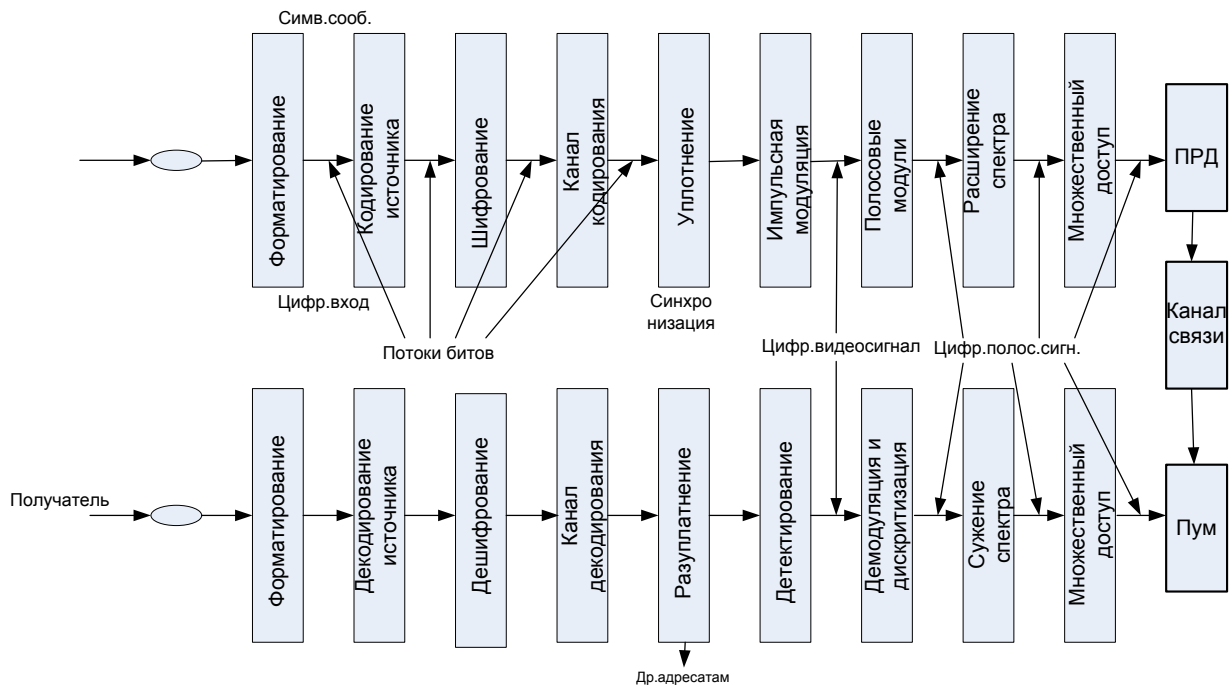 Симв.сооб.
Форматирование
Кодирование
источника
Шифрование
Канал
кодирования
Уплотнение
Импульсная
модуляция
Полосовые
модули
Расширение
спектра
Множественный
доступ
ПРД
Цифр.вход
Синхро
низация
Канал
связи
Потоки битов
Цифр.видеосигнал
Цифр.полос.сигн.
Получатель
Форматирование
Декодирование
источника
Дешифрование
Канал
декодирования
Разуплатнение
Детектирование
Демодуляция и
дискритизация
Сужение
спектра
Множественный
доступ
Пум
Др.адресатам